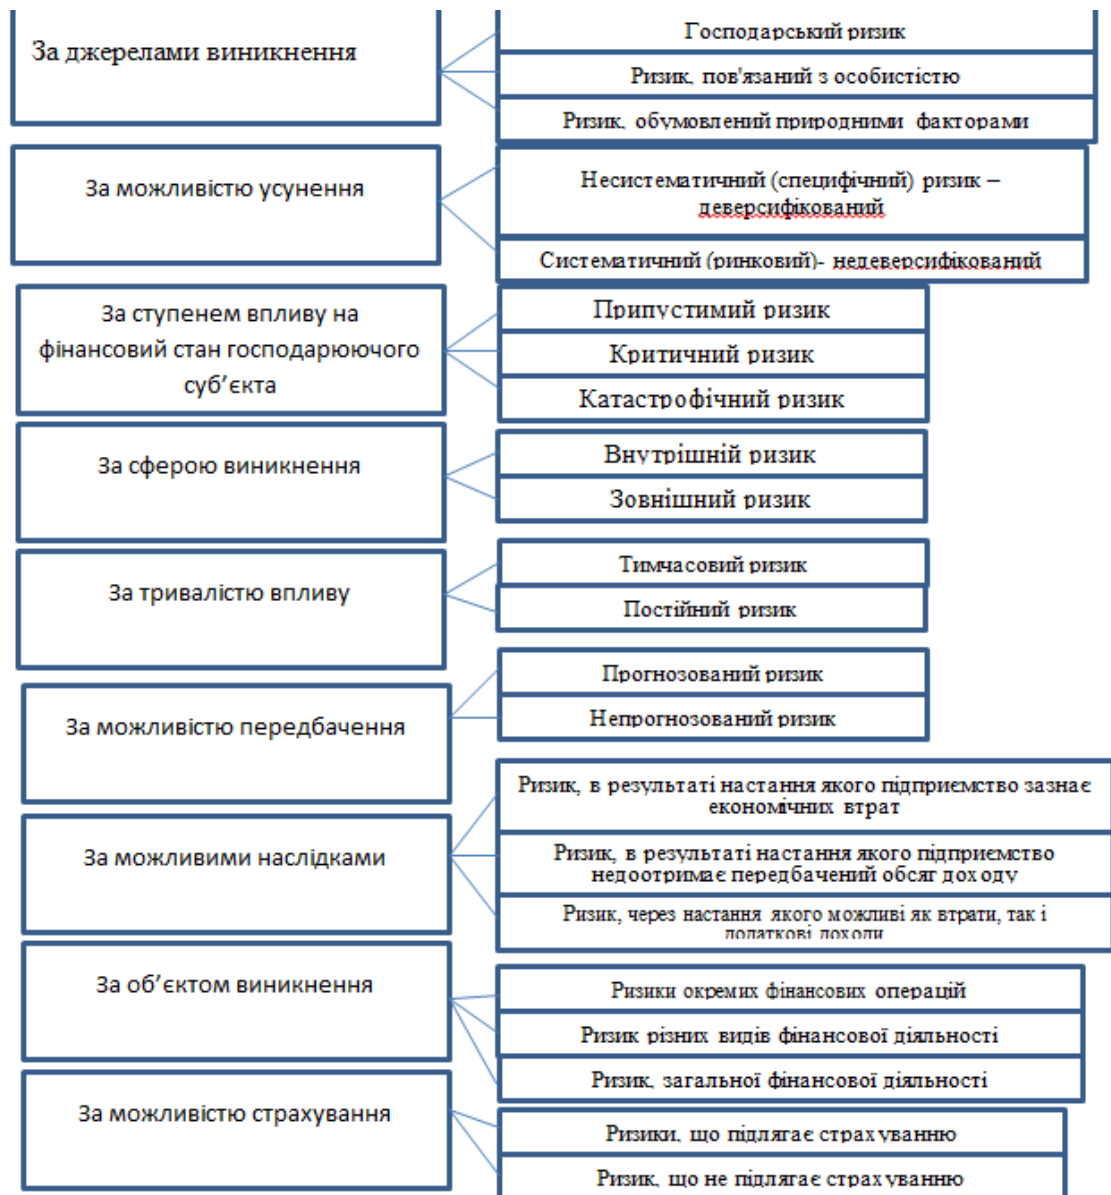 За джерелами виникнення
Господарський ризик
Ризик, пов'язаний з особистістю
Ризик, обумовлений природними факторами
За можливістю усунення
Несистематичний (специфічний) ризик –
деверсифікований
Систематичний (ринковий)- недеверсифікований
За ступенем впливу на
фінансовий стан господарюючого
суб’єкта
Припустимий ризик
Критичний ризик
Катастрофічний ризик
За сферою виникнення
Внутрішній ризик
Зовнішний ризик
За тривалістю впливу
Тимчасовий ризик
Постійний ризик
За можливістю передбачення
Прогнозований ризик
Непрогнозований ризик
За можливими наслідками
Ризик, в результаті настання якого підприємство зазнає
економічних втрат
Ризик, в результаті настання якого підприємство
недоотримає передбачений обсяг доходу
Ризик, через настання якого можливі як втрати, так і
додаткові доходи
За об’єктом виникнення
Ризики окремих фінансових операцій
Ризик різних видів фінансової діяльності
Ризик, загальної фінансової діяльності
За можливістю страхування
Ризики, що підлягає страхуванню
Ризик, що не підлягає страхуванню